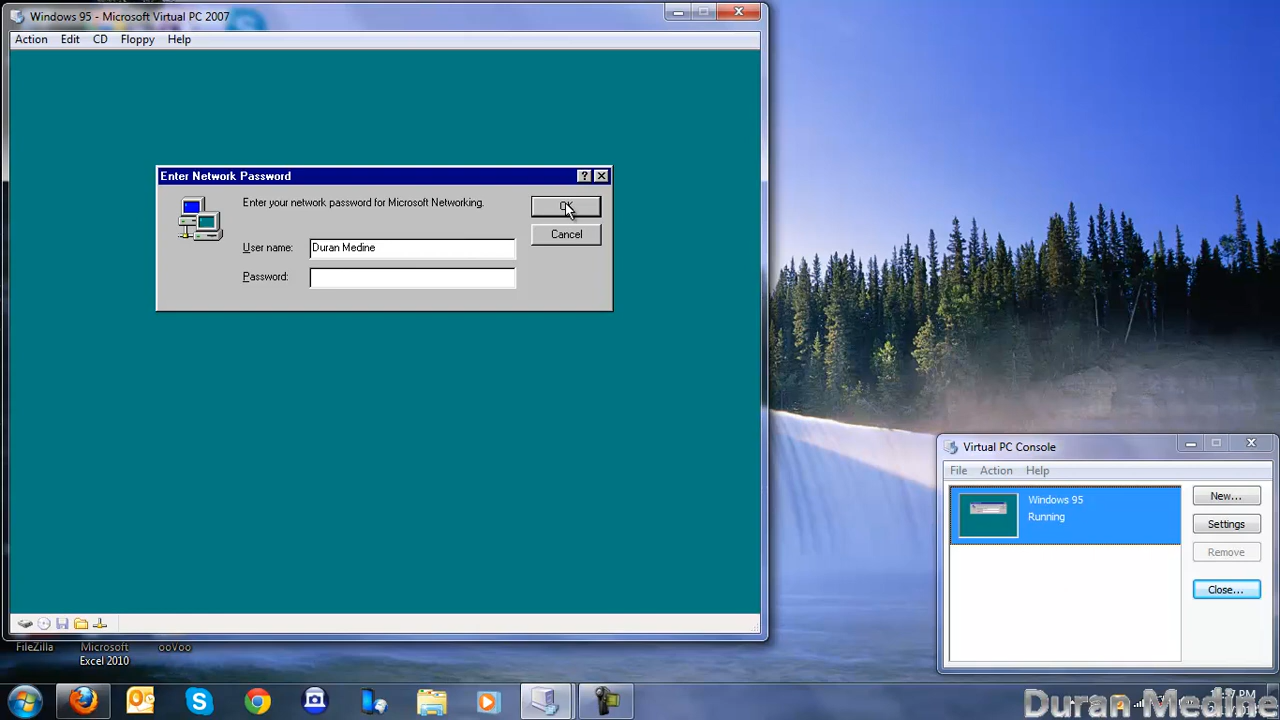 Windows 95 - Microsoft Virtual PC 2007
Action Edit CD Floppy Help
Enter Network Password
Enter your network password for Microsoft Networking.
OK
User name: Duran Medine
Cancel
Password:
Virtual PC Console
File Action Help
Windows 95
Running
New...
Settings
Remove
Close...
FileZilla
Microsoft
Excel 2010
ooVoo
Duran Medine